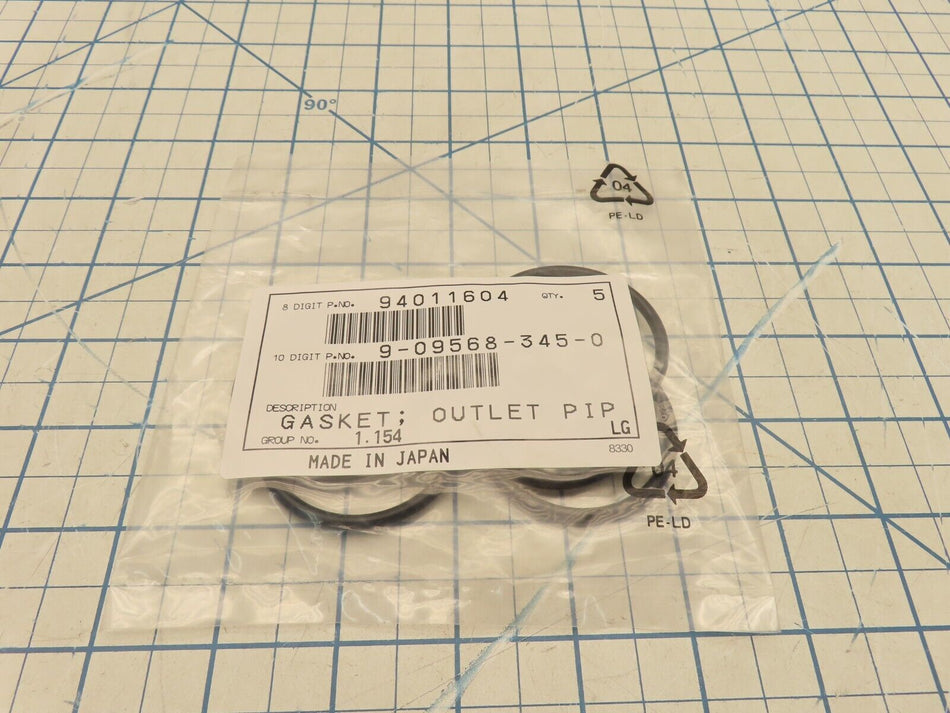 90°
04
PE-LD
8 DIGIT P.NO. 94011604 QTY. 5
10 DIGIT P.NO. 9-09568-345-0
DESCRIPTION
GASKET; OUTLET PIP
GROUP NO. 1.154 LG
MADE IN JAPAN 8330
04
PE-LD